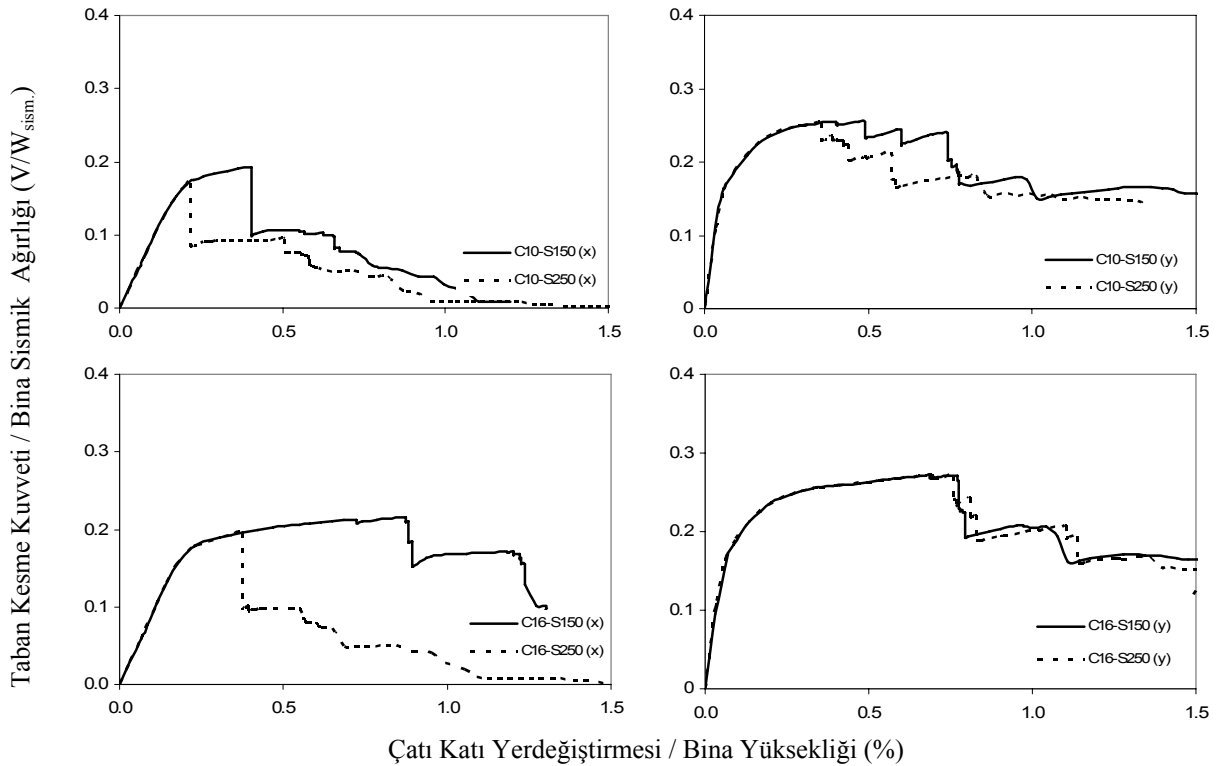 Taban Kesme Kuvveti / Bina Sismik Ağırlığı (V/Wsism.)
0.4
0.3
0.2
0.1
0
0.0 0.5 1.0 1.5
C10-S150 (x)
C10-S250 (x)
0.4
0.3
0.2
0.1
0
0.0 0.5 1.0 1.5
C10-S150 (y)
C10-S250 (y)
0.4
0.3
0.2
0.1
0.0
0.0 0.5 1.0 1.5
C16-S150 (x)
C16-S250 (x)
0.4
0.3
0.2
0.1
0
0.0 0.5 1.0 1.5
C16-S150 (y)
C16-S250 (y)
Çatı Katı Yerdeğiştirmesi / Bina Yüksekliği (%)